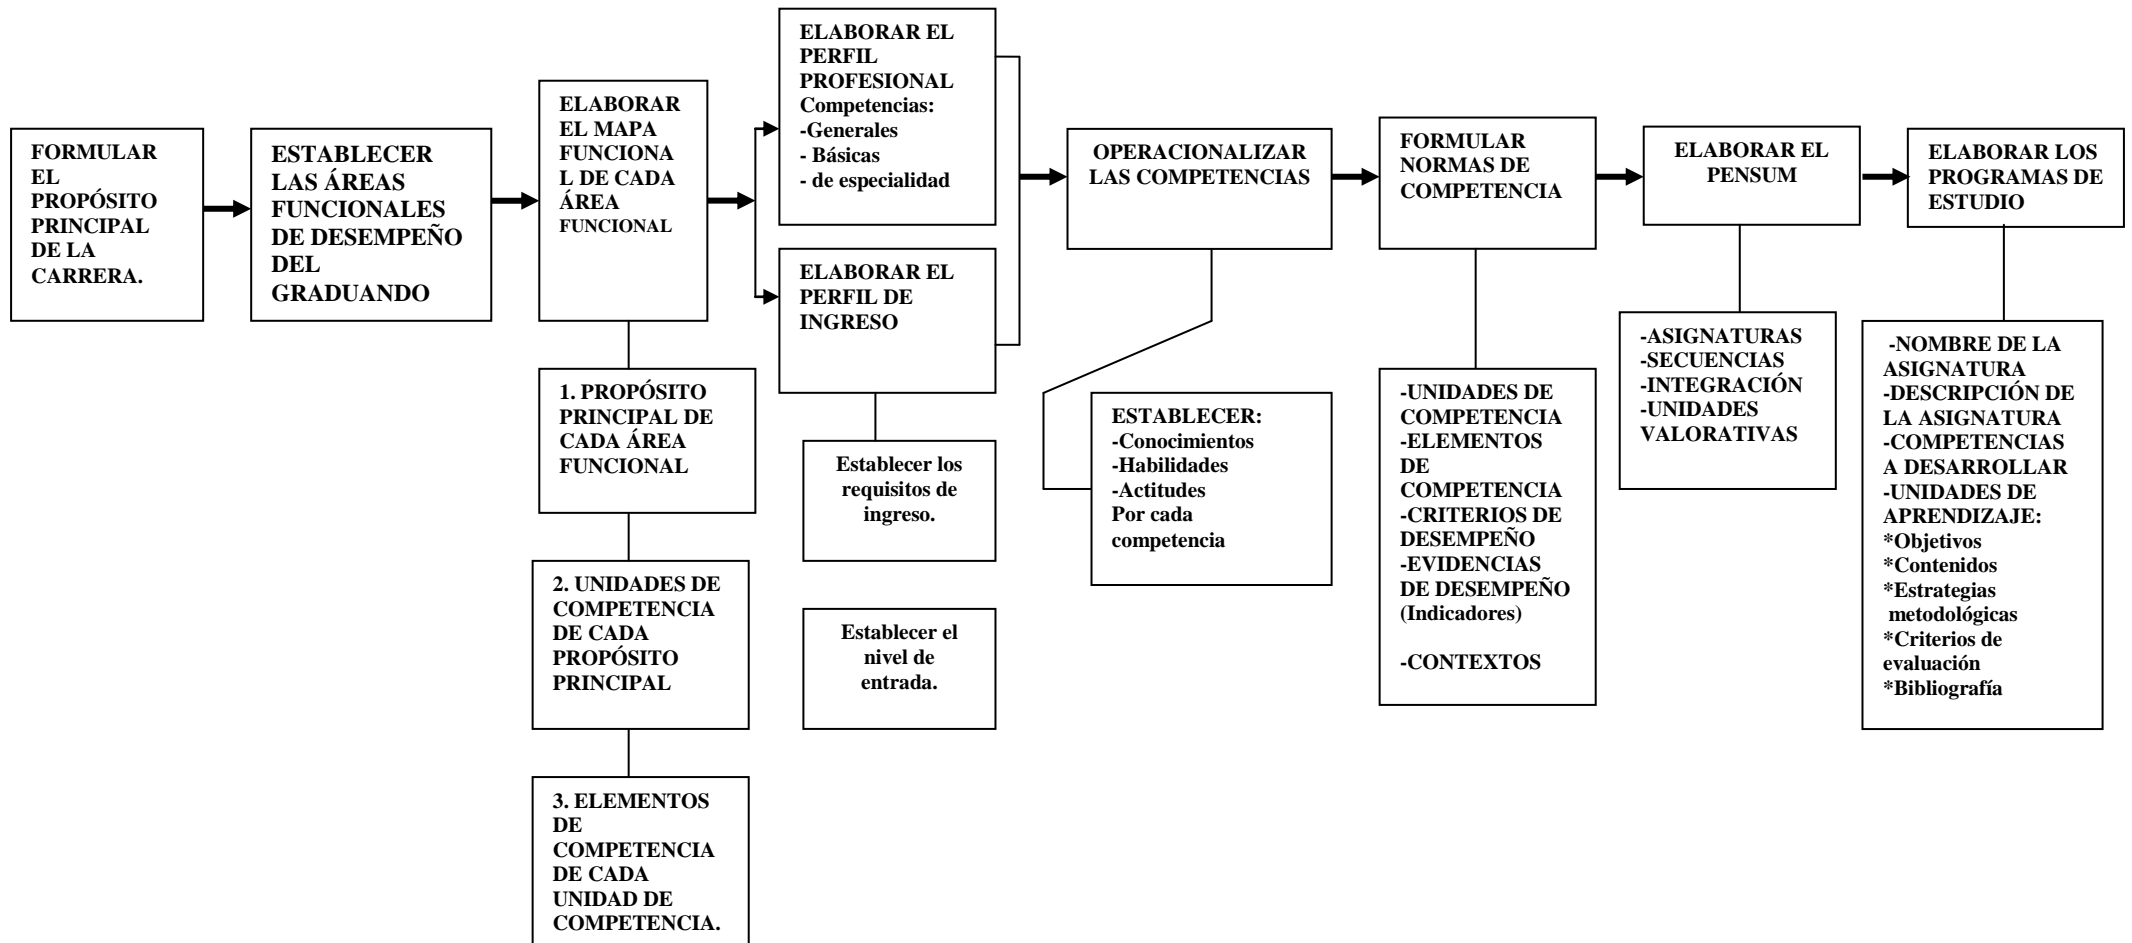 FORMULAR
EL
PROPÓSITO
PRINCIPAL
DE LA
CARRERA.
ESTABLECER
LAS ÁREAS
FUNCIONALES
DE DESEMPEÑO
DEL
GRADUANDO
ELABORAR
EL MAPA
FUNCIONA
L DE CADA
ÁREA
FUNCIONAL
1. PROPÓSITO
PRINCIPAL DE
CADA ÁREA
FUNCIONAL
2. UNIDADES DE
COMPETENCIA
DE CADA
PROPÓSITO
PRINCIPAL
3. ELEMENTOS
DE
COMPETENCIA
DE CADA
UNIDAD DE
COMPETENCIA.
ELABORAR EL
PERFIL
PROFESIONAL
Competencias:
-Generales
- Básicas
- de especialidad
ELABORAR EL
PERFIL DE
INGRESO
Establecer los
requisitos de
ingreso.
Establecer el
nivel de
entrada.
OPERACIONALIZAR
LAS COMPETENCIAS
ESTABLECER:
-Conocimientos
-Habilidades
-Actitudes
Por cada
competencia
FORMULAR
NORMAS DE
COMPETENCIA
-UNIDADES DE
COMPETENCIA
-ELEMENTOS
DE
COMPETENCIA
-CRITERIOS DE
DESEMPEÑO
-EVIDENCIAS
DE DESEMPEÑO
(Indicadores)
-CONTEXTOS
ELABORAR EL
PENSUM
-ASIGNATURAS
-SECUENCIAS
-INTEGRACIÓN
-UNIDADES
VALORATIVAS
ELABORAR LOS
PROGRAMAS DE
ESTUDIO
-NOMBRE DE LA
ASIGNATURA
-DESCRIPCIÓN DE
LA ASIGNATURA
-COMPETENCIAS
A DESARROLLAR
-UNIDADES DE
APRENDIZAJE:
*Objetivos
*Contenidos
*Estrategias
metodológicas
*Criterios de
evaluación
*Bibliografía